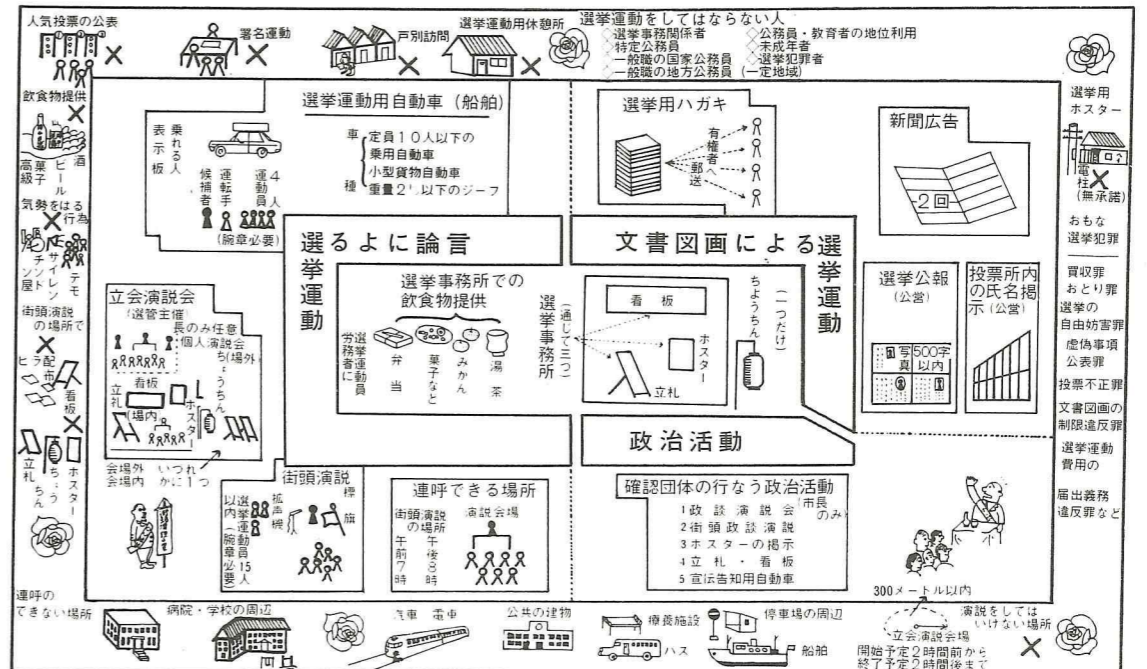 人気投票の公表
署名運動
戸別訪問
選挙運動用休憩所
選挙運動をしてはならない人
◇選挙事務関係者
◇特定公務員
◇一般職の国家公務員
◇一般職の地方公務員(一定地域)
◇公務員・教育者の地位利用
◇未成年者
◇選挙犯罪者
飲食物提供
酒
ビール
菓子
高級
気勢をはる行為
デモ
サイレン
チンドン屋
街頭演説の場所で
ビラ配布
看板
立札
ちょうちん
ポスター
選挙運動用自動車(船舶)
乗れる人
表示板
候補者
運転手
運動員4人
(腕章必要)
車種
定員10人以下の
乗用自動車
小型貨物自動車
重量2㌧以下のジープ
選挙用ハガキ
有権者へ
郵送
新聞広告
2回
選挙用
ポスター
電柱
(無承諾)
おもな
選挙犯罪
買収罪
おとり罪
選挙の
自由妨害罪
虚偽事項
公表罪
投票不正罪
文書図画の
制限違反罪
選挙運動
費用の
届出義務
違反罪など
選るよに論言
挙運動
文書図画による選挙運動
選挙事務所での
飲食物提供
選挙運動員
労務者に
弁当
菓子など
みかん
湯茶
選挙事務所
(通じて三つ)
看板
立札
ポスター
ちようちん
(一つだけ)
選挙公報
(公営)
写真
500字
以内
投票所内
の氏名掲
示(公営)
立会演説会
(選管主催)
長のみ任意
個人演説会
(場外)
ちょうちん
看板
立札
(場内)
ポスター
会場外
会場内
いづれ
かに1つ
政治活動
街頭演説
標旗
拡声機
選挙運動員15人
以内(腕章必要)
連呼できる場所
街頭演説
の場所
午前7時
午後8時
演説会場
確認団体の行なう政治活動
(市長のみ)
1 政談演説会
2 街頭政談演説
3 ポスターの掲示
4 立札・看板
5 宣伝告知用自動車
連呼の
できない場所
病院・学校の周辺
汽車 電車
公共の建物
療養施設
バス
停車場の周辺
船舶
300メートル以内
演説をしては
いけない場所
立会演説会場
開始予定2時間前から
終了予定2時間後まで